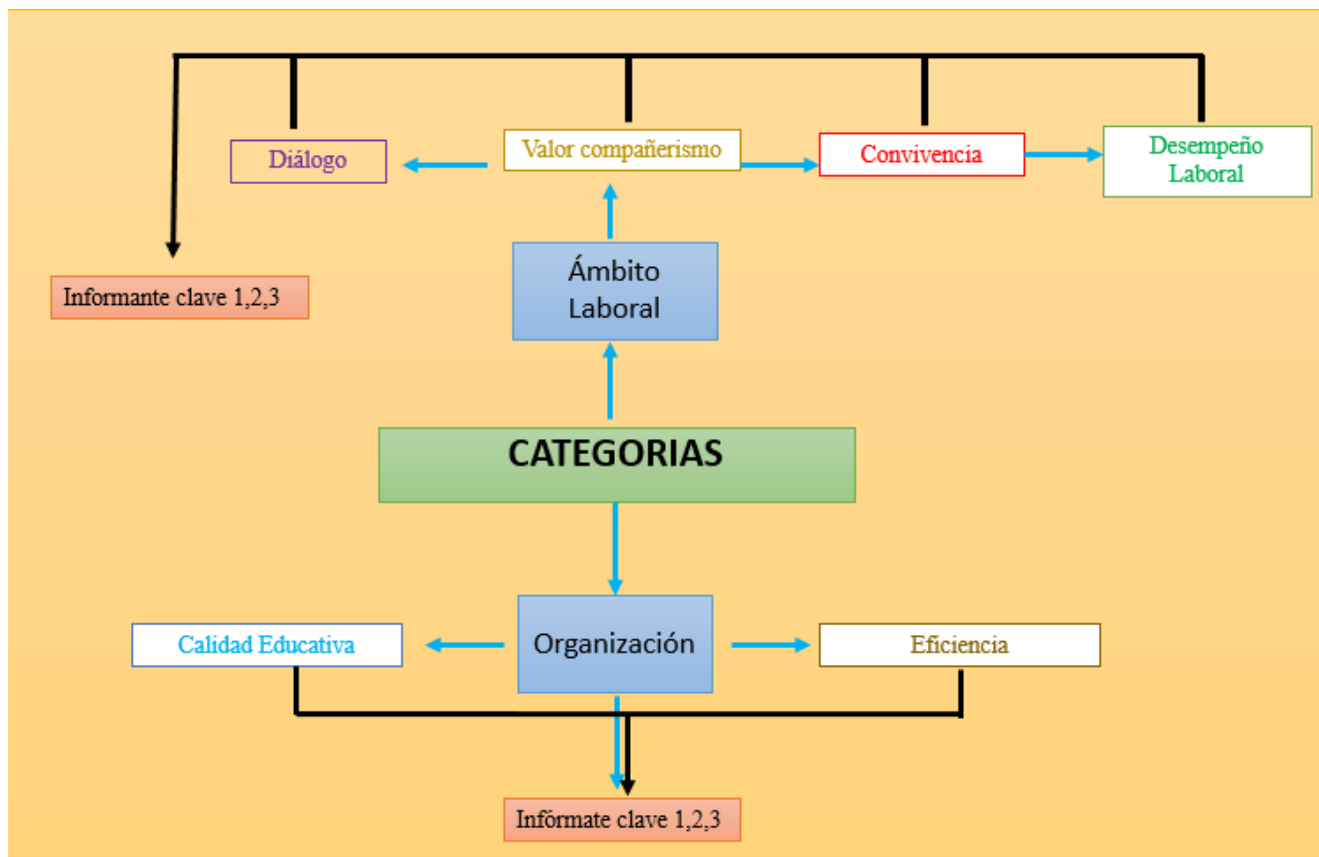 Diálogo
Valor compañerismo
Convivencia
Desempeño
Laboral
Informante clave 1,2,3
Ámbito
Laboral
CATEGORIAS
Calidad Educativa
Organización
Eficiencia
Infórmate clave 1,2,3